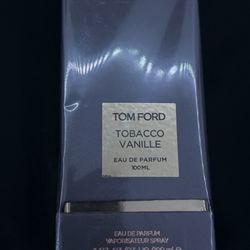 TOM FORD
TOBACCO
VANILLE
EAU DE PARFUM
100ML
EAU DE PARFUM
VAPORISATEUR SPRAY